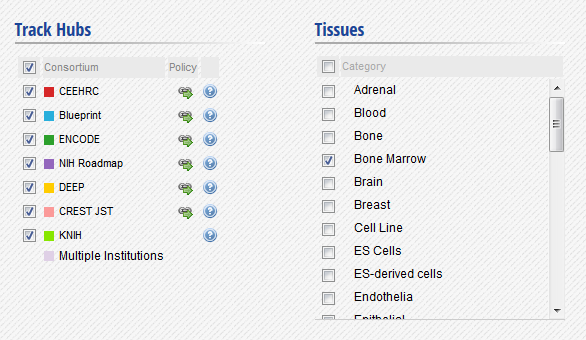 Track Hubs
Consortium Policy
CEEHRC
Blueprint
ENCODE
NIH Roadmap
DEEP
CREST JST
KNIH
Multiple Institutions
Tissues
Category
Adrenal
Blood
Bone
Bone Marrow
Brain
Breast
Cell Line
ES Cells
ES-derived cells
Endothelia